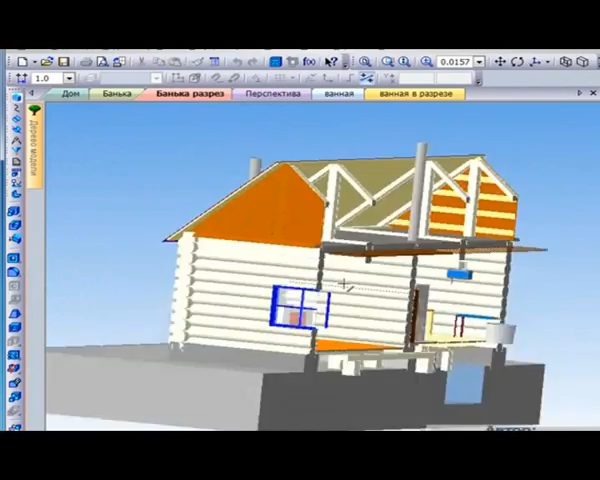 f(x)
?
0.0157
1.0
Дом
Банька
Банька разрез
Перспектива
ванная
ванная в разрезе
Дерево модели